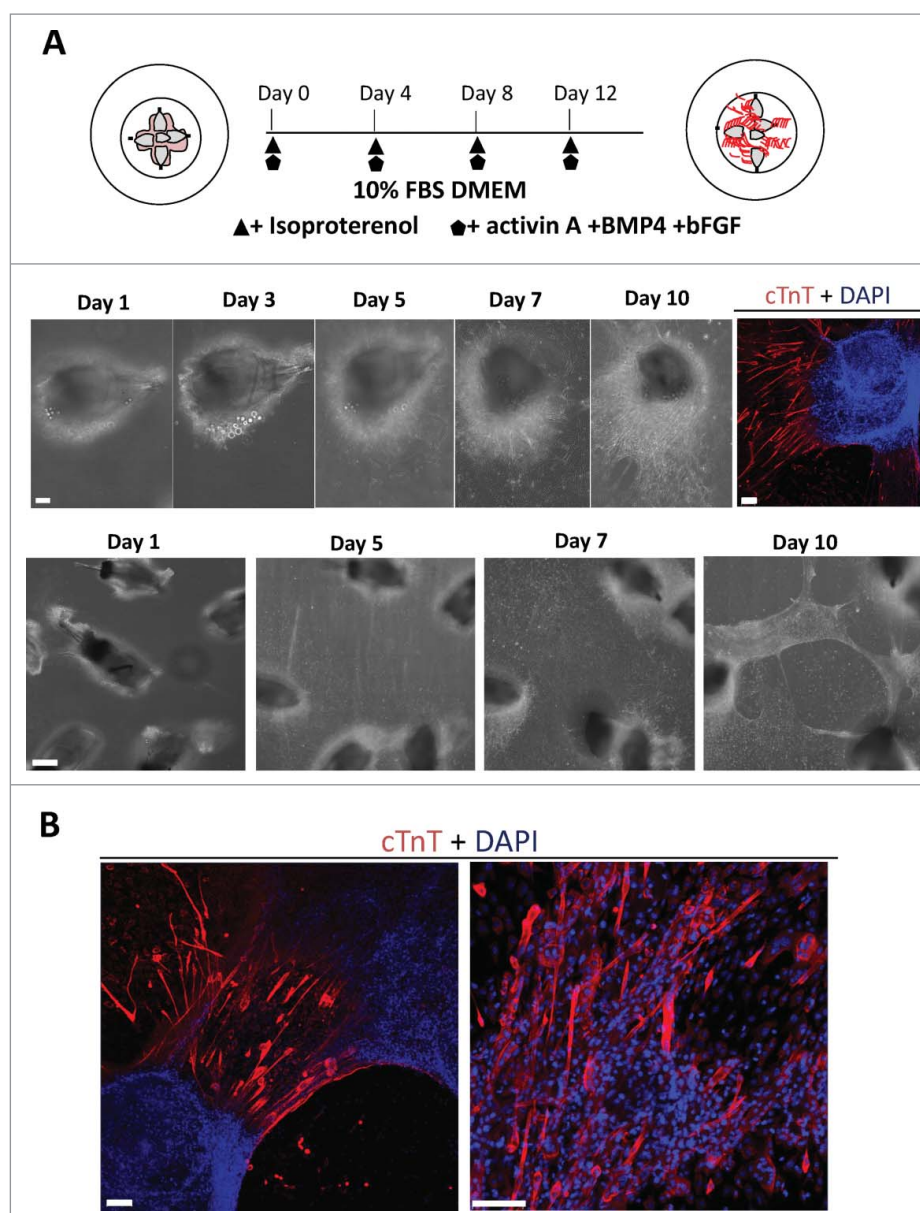 A
Day 0 Day 4 Day 8 Day 12
10% FBS DMEM
+ Isoproterenol + activin A +BMP4 +bFGF
Day 1 Day 3 Day 5 Day 7 Day 10 cTnT + DAPI
Day 1 Day 5 Day 7 Day 10
B
cTnT + DAPI